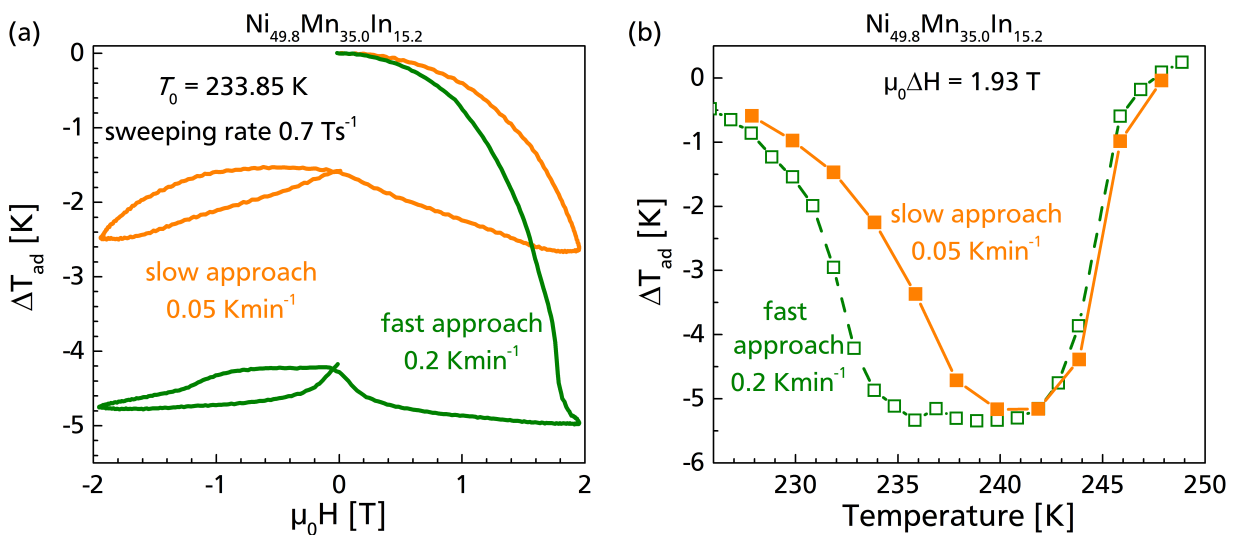 (a)
Ni49.8Mn35.0In15.2
T0 = 233.85 K
sweeping rate 0.7 Ts-1
slow approach
0.05 Kmin-1
fast approach
0.2 Kmin-1
0
-1
-2
-3
-4
-5
ΔTad [K]
-2 -1 0 1 2
μ0H [T]
(b)
Ni49.8Mn35.0In15.2
μ0ΔH = 1.93 T
slow approach
0.05 Kmin-1
fast
approach
0.2 Kmin-1
0
-1
-2
-3
-4
-5
-6
ΔTad [K]
230 235 240 245 250
Temperature [K]